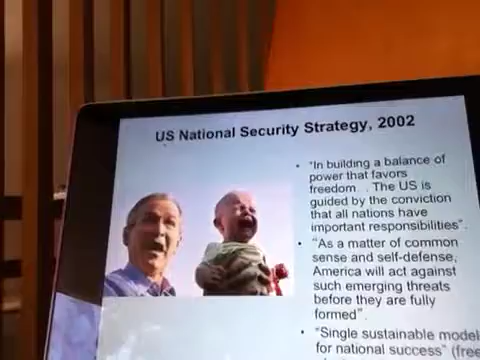 US National Security Strategy, 2002
• "In building a balance of
power that favors
freedom . . The US is
guided by the conviction
that all nations have
important responsibilities".
• "As a matter of common
sense and self-defense,
America will act against
such emerging threats
before they are fully
formed".
• "Single sustainable model
for national success" (free